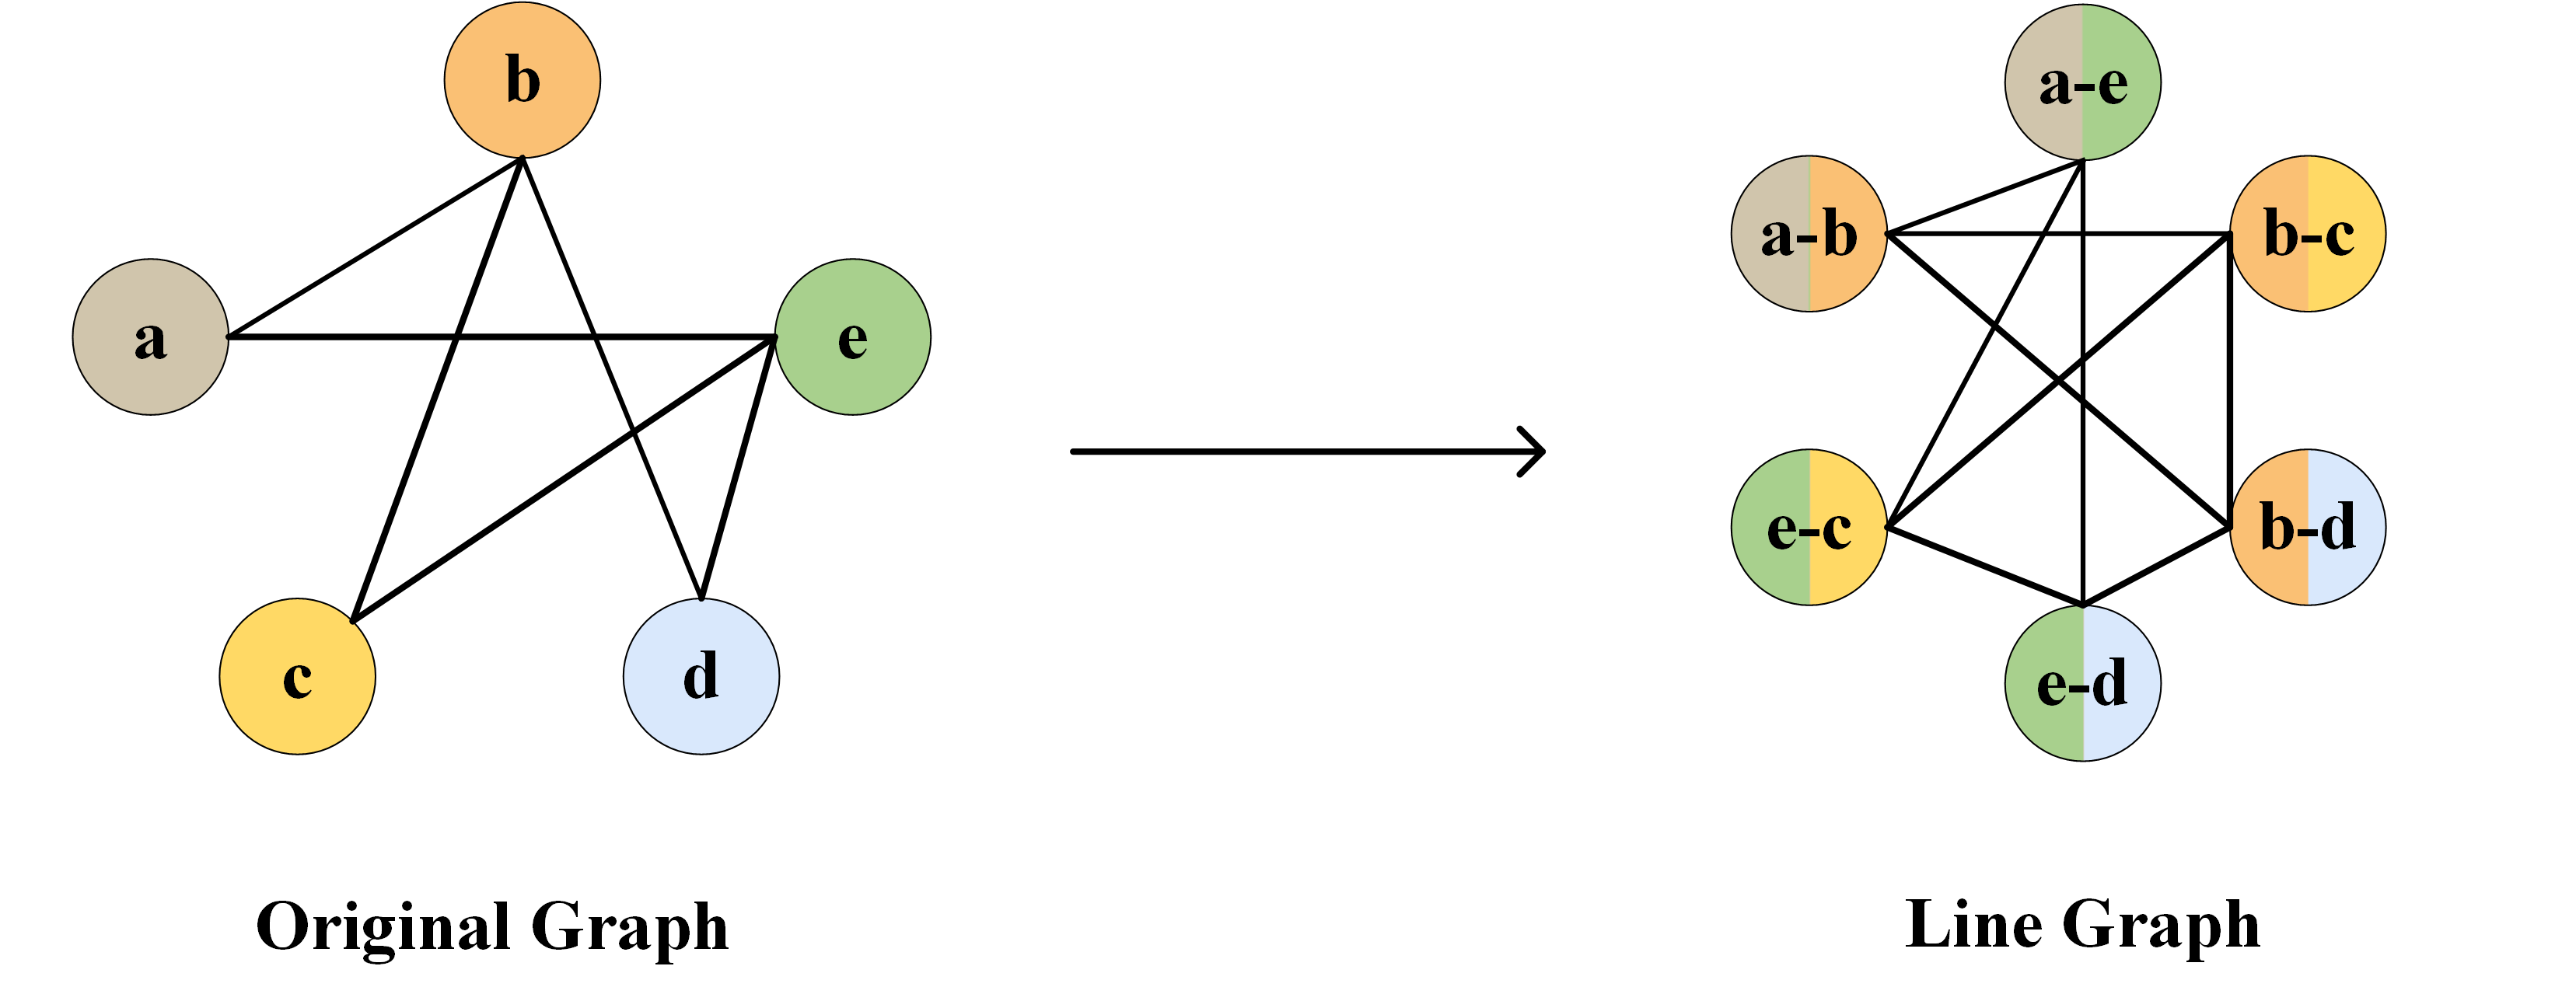 b
a
e
c
d
Original Graph
a-e
a-b
b-c
e-c
b-d
e-d
Line Graph